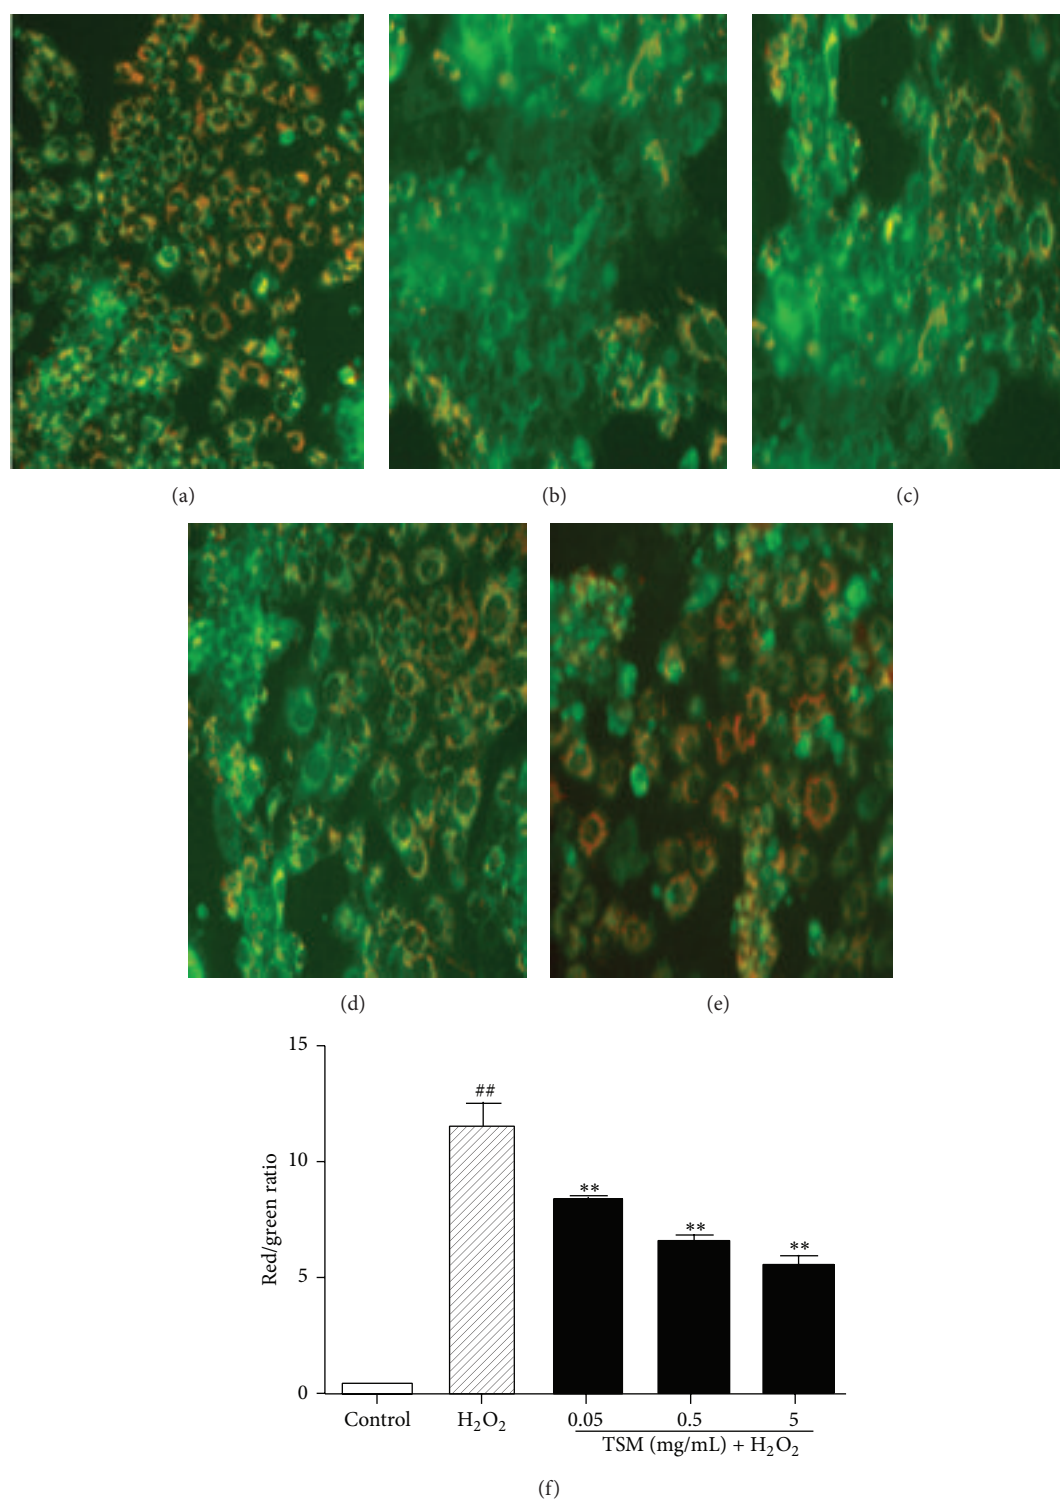 (a)
(b)
(c)
(d)
(e)
15
10
5
0
Red/green ratio
##
**
**
**
Control
H₂O₂
0.05
0.5
5
TSM (mg/mL) + H₂O₂
(f)